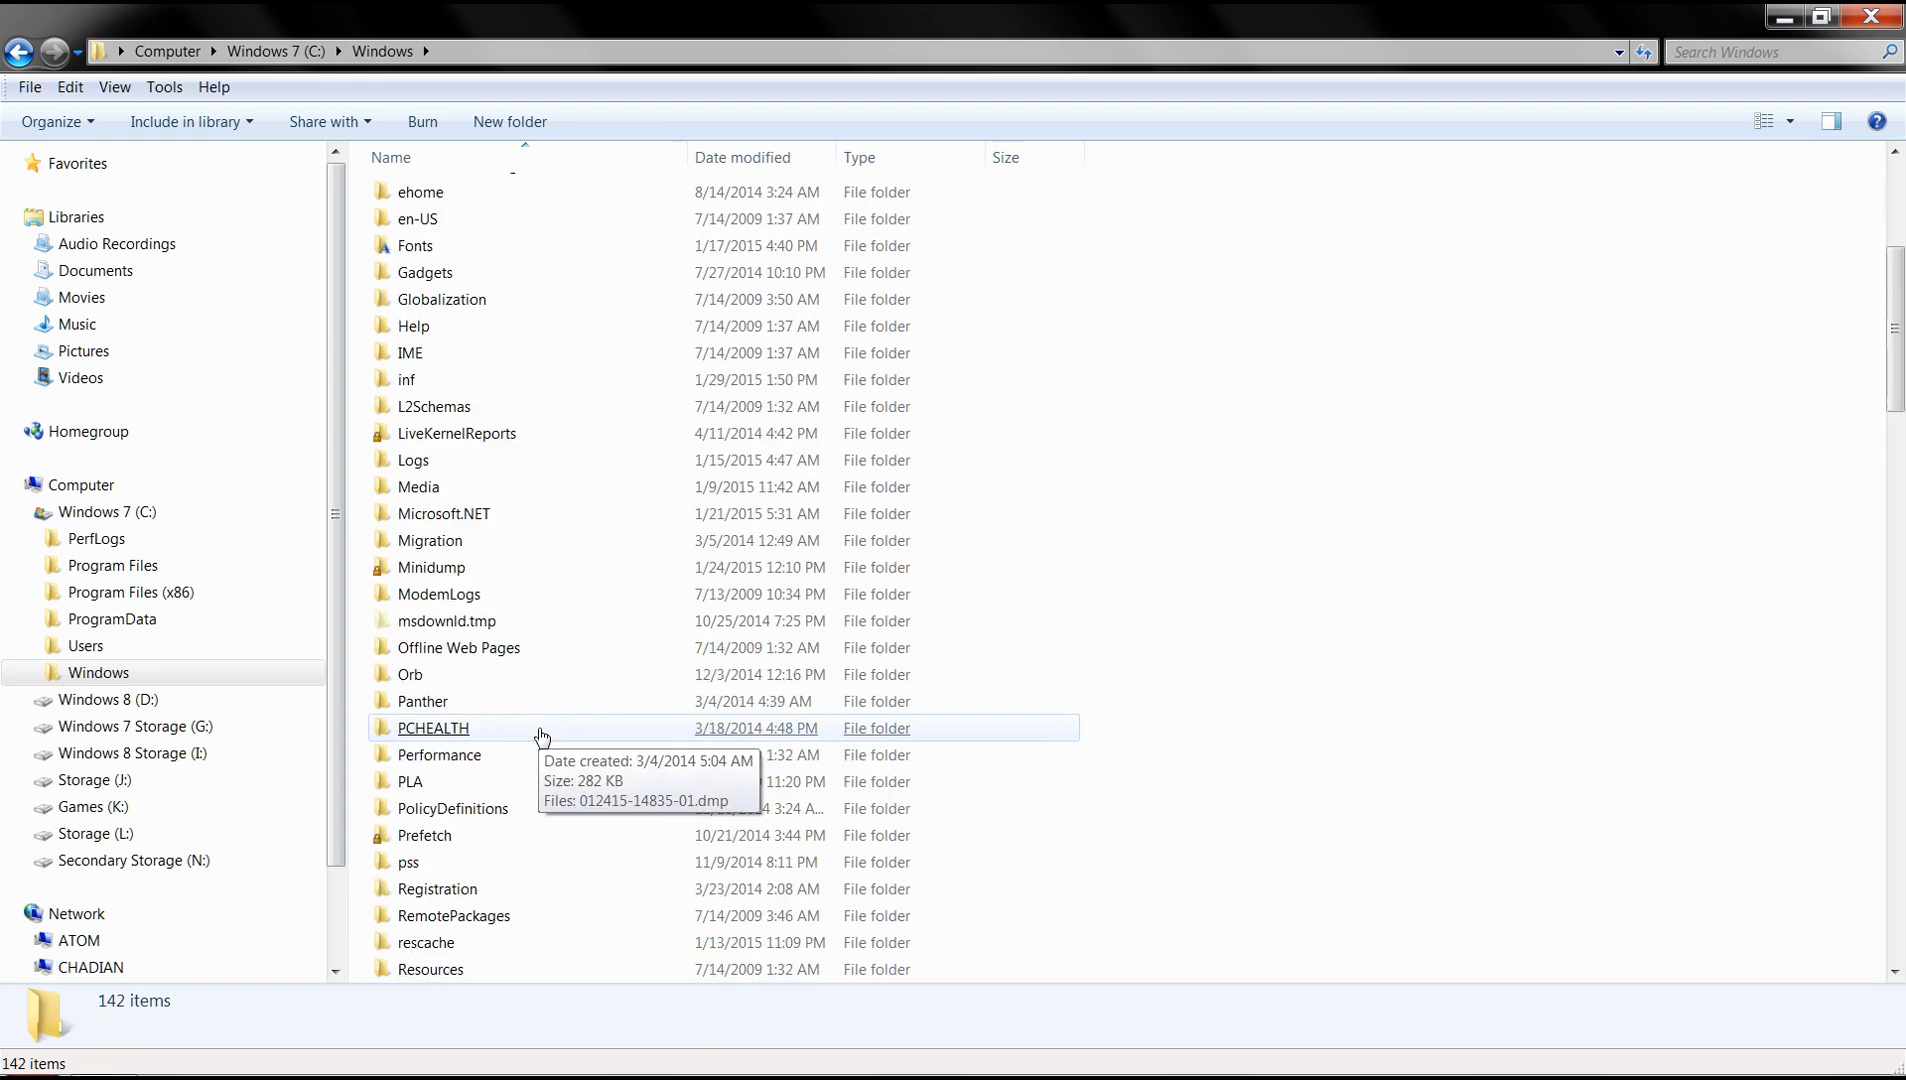 Computer Windows 7 (C:) Windows
Search Windows
File Edit View Tools Help
Organize Include in library Share with Burn New folder
Name Date modified Type Size
Favorites
Libraries
Audio Recordings
Documents
Movies
Music
Pictures
Videos
Homegroup
Computer
Windows 7 (C:)
PerfLogs
Program Files
Program Files (x86)
ProgramData
Users
Windows
Windows 8 (D:)
Windows 7 Storage (G:)
Windows 8 Storage (I:)
Storage (J:)
Games (K:)
Storage (L:)
Secondary Storage (N:)
Network
ATOM
CHADIAN
ehome 8/14/2014 3:24 AM File folder
en-US 7/14/2009 1:37 AM File folder
Fonts 1/17/2015 4:40 PM File folder
Gadgets 7/27/2014 10:10 PM File folder
Globalization 7/14/2009 3:50 AM File folder
Help 7/14/2009 1:37 AM File folder
IME 7/14/2009 1:37 AM File folder
inf 1/29/2015 1:50 PM File folder
L2Schemas 7/14/2009 1:32 AM File folder
LiveKernelReports 4/11/2014 4:42 PM File folder
Logs 1/15/2015 4:47 AM File folder
Media 1/9/2015 11:42 AM File folder
Microsoft.NET 1/21/2015 5:31 AM File folder
Migration 3/5/2014 12:49 AM File folder
Minidump 1/24/2015 12:10 PM File folder
ModemLogs 7/13/2009 10:34 PM File folder
msdownld.tmp 10/25/2014 7:25 PM File folder
Offline Web Pages 7/14/2009 1:32 AM File folder
Orb 12/3/2014 12:16 PM File folder
Panther 3/4/2014 4:39 AM File folder
PCHEALTH 3/18/2014 4:48 PM File folder
Performance 1:32 AM File folder
PLA 11:20 PM File folder
PolicyDefinitions 3:24 A... File folder
Prefetch 10/21/2014 3:44 PM File folder
pss 11/9/2014 8:11 PM File folder
Registration 3/23/2014 2:08 AM File folder
RemotePackages 7/14/2009 3:46 AM File folder
rescache 1/13/2015 11:09 PM File folder
Resources 7/14/2009 1:32 AM File folder
Date created: 3/4/2014 5:04 AM
Size: 282 KB
Files: 012415-14835-01.dmp
142 items
142 items